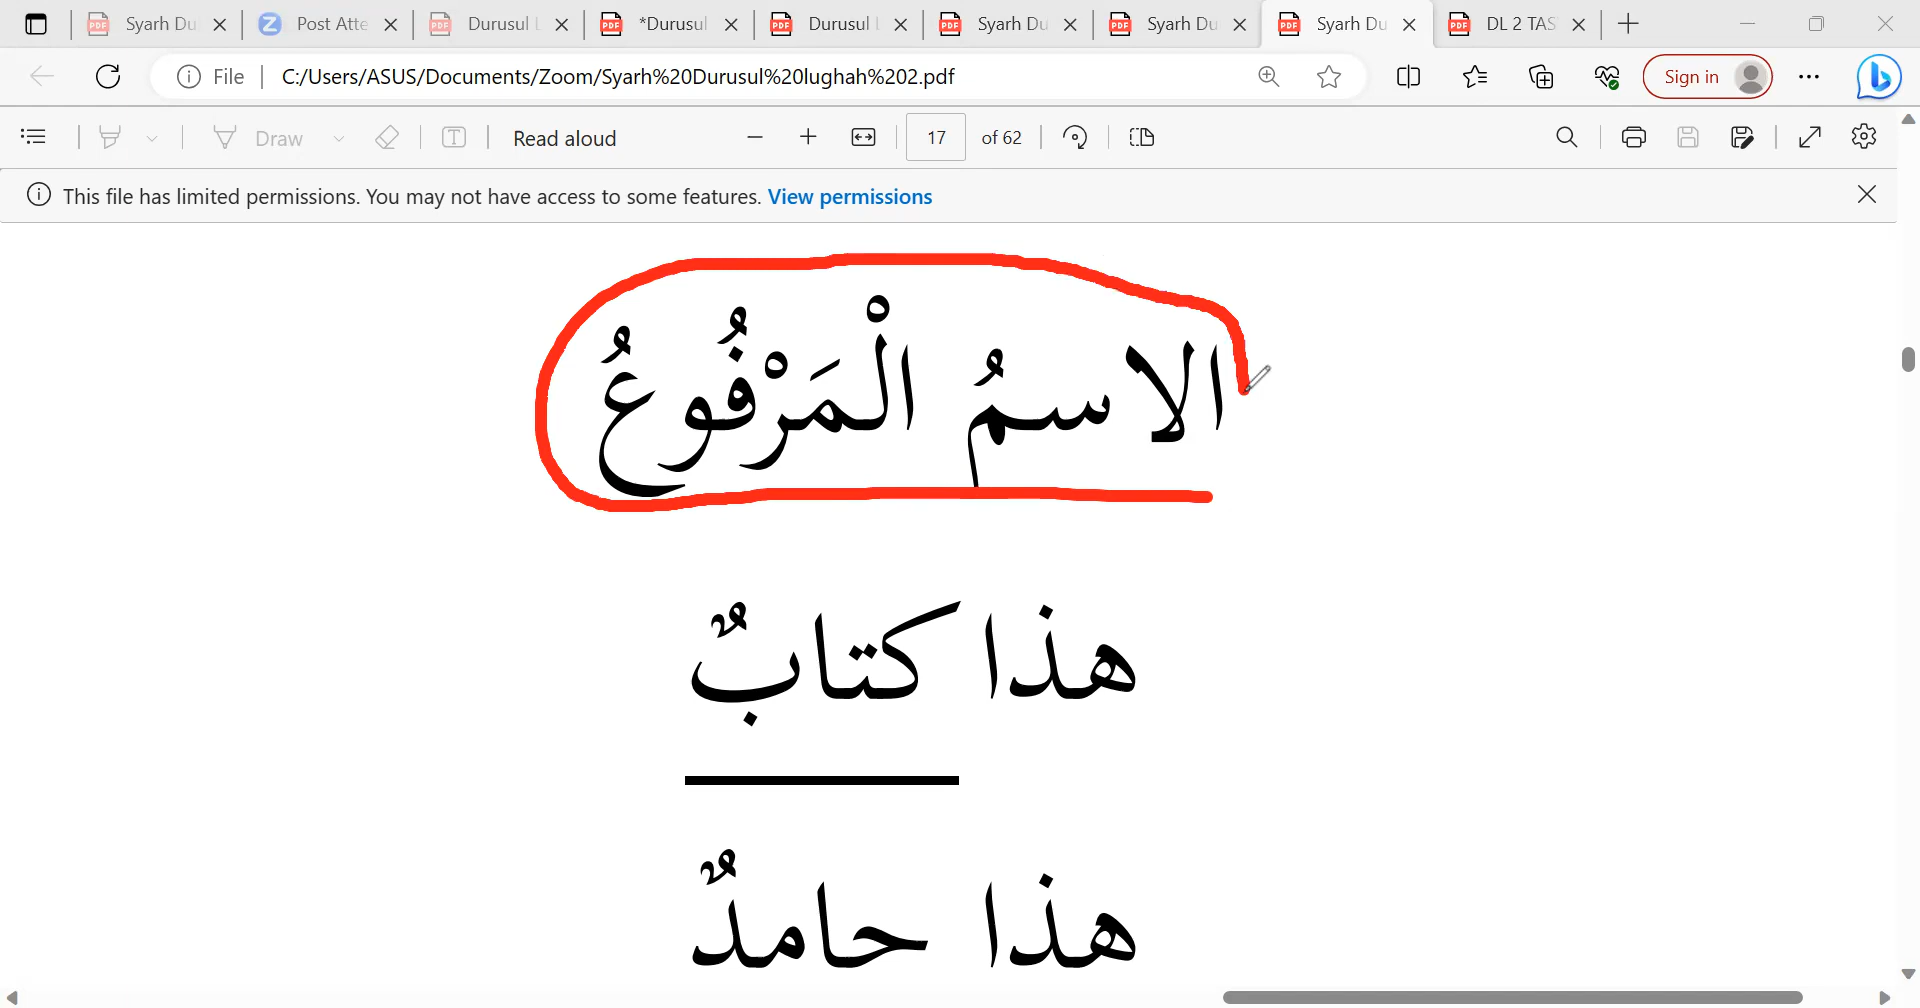 Syarh Du
Post Atte
Durusul L
*Durusul
Durusul L
Syarh Du
Syarh Du
Syarh Du
DL 2 TAS
File
C:/Users/ASUS/Documents/Zoom/Syarh%20Durusul%20lughah%202.pdf
Sign in
Draw
Read aloud
17 of 62
This file has limited permissions. You may not have access to some features. View permissions
الاسمُ الْمَرْفُوعُ
هذا كتابٌ
هذا حامدٌ